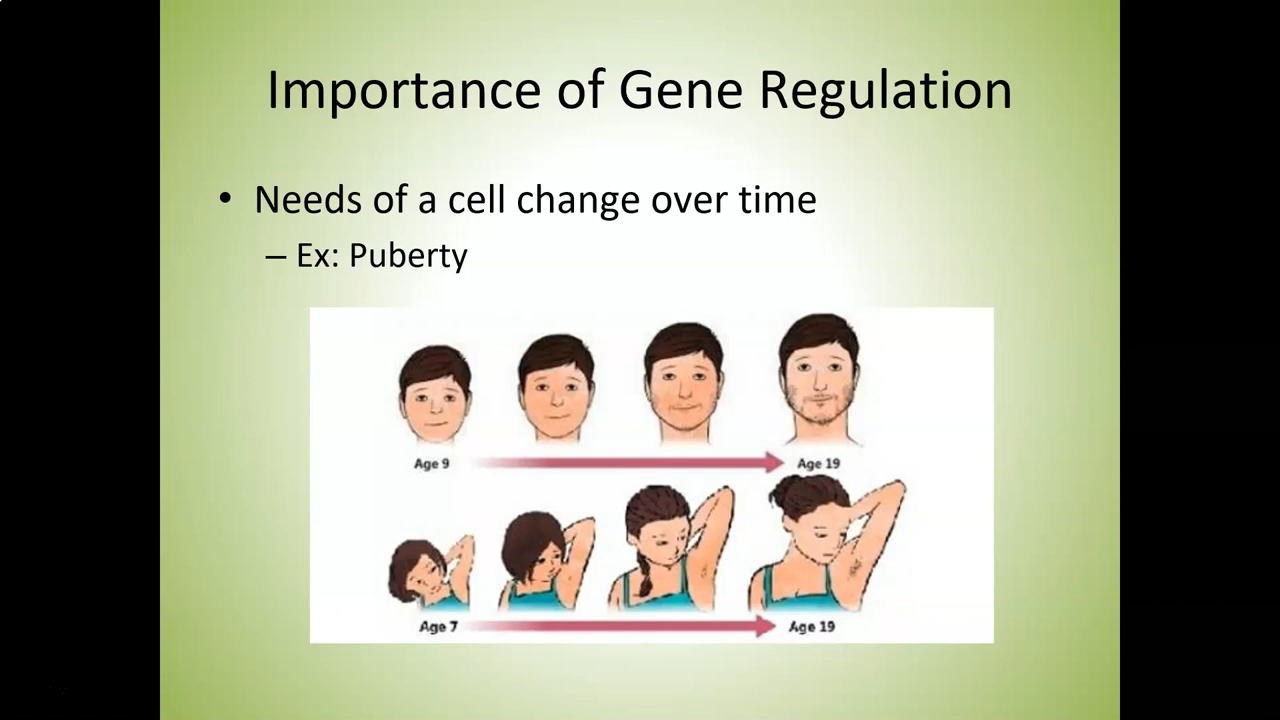 Importance of Gene Regulation
• Needs of a cell change over time
– Ex: Puberty
Age 9
Age 19
Age 7
Age 19